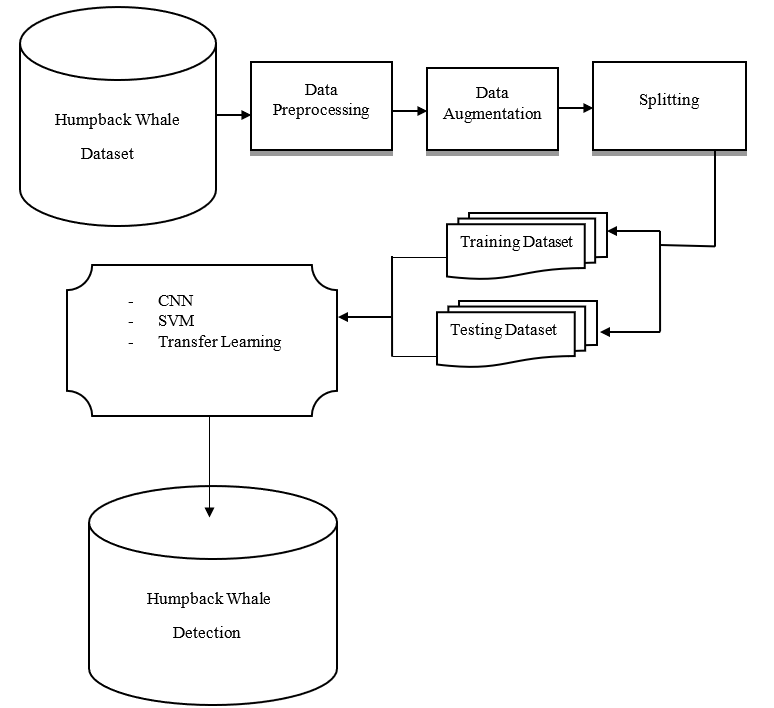 Humpback Whale
Dataset
Data
Preprocessing
Data
Augmentation
Splitting
Training Dataset
Testing Dataset
- CNN
- SVM
- Transfer Learning
Humpback Whale
Detection